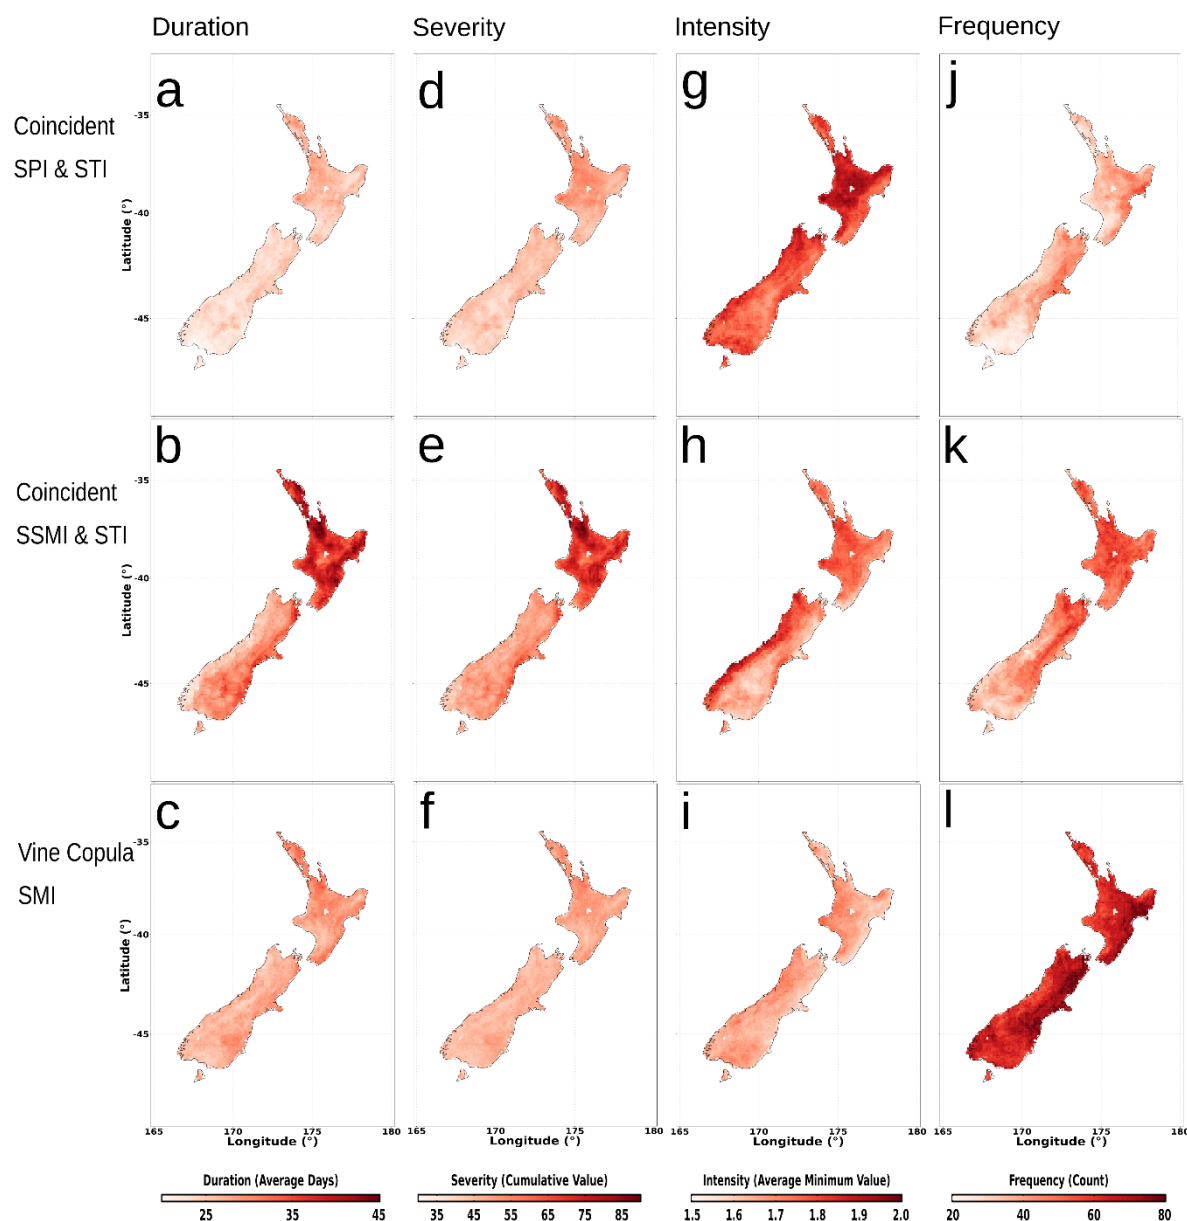 Duration Severity Intensity Frequency
a d g j
Coincident
SPI & STI
Latitude (°)
-35
-40
-45
b e h k
Coincident
SSMI & STI
Latitude (°)
-35
-40
-45
c f i l
Vine Copula
SMI
Latitude (°)
-35
-40
-45
165 170 175 180 165 170 175 180 165 170 175 180 165 170 175 180
Longitude (°) Longitude (°) Longitude (°) Longitude (°)
Duration (Average Days) Severity (Cumulative Value) Intensity (Average Minimum Value) Frequency (Count)
25 35 45 35 45 55 65 75 85 1.5 1.6 1.7 1.8 1.9 2.0 20 40 60 80